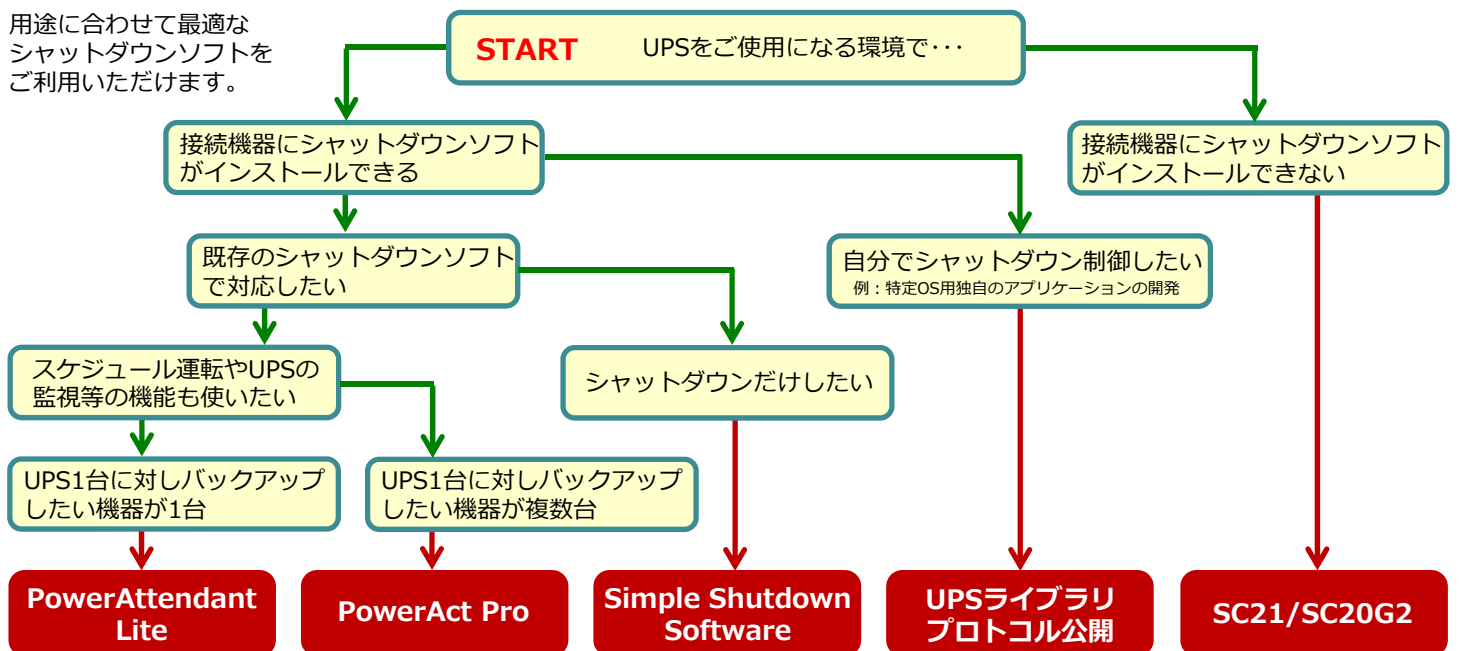 用途に合わせて最適な
シャットダウンソフトを
ご利用いただけます。
START UPSをご使用になる環境で･･･
接続機器にシャットダウンソフト
がインストールできる
接続機器にシャットダウンソフト
がインストールできない
既存のシャットダウンソフト
で対応したい
自分でシャットダウン制御したい
例：特定OS用独自のアプリケーションの開発
スケジュール運転やUPSの
監視等の機能も使いたい
シャットダウンだけしたい
UPS1台に対しバックアップ
したい機器が1台
UPS1台に対しバックアップ
したい機器が複数台
PowerAttendant
Lite
PowerAct Pro
Simple Shutdown
Software
UPSライブラリ
プロトコル公開
SC21/SC20G2